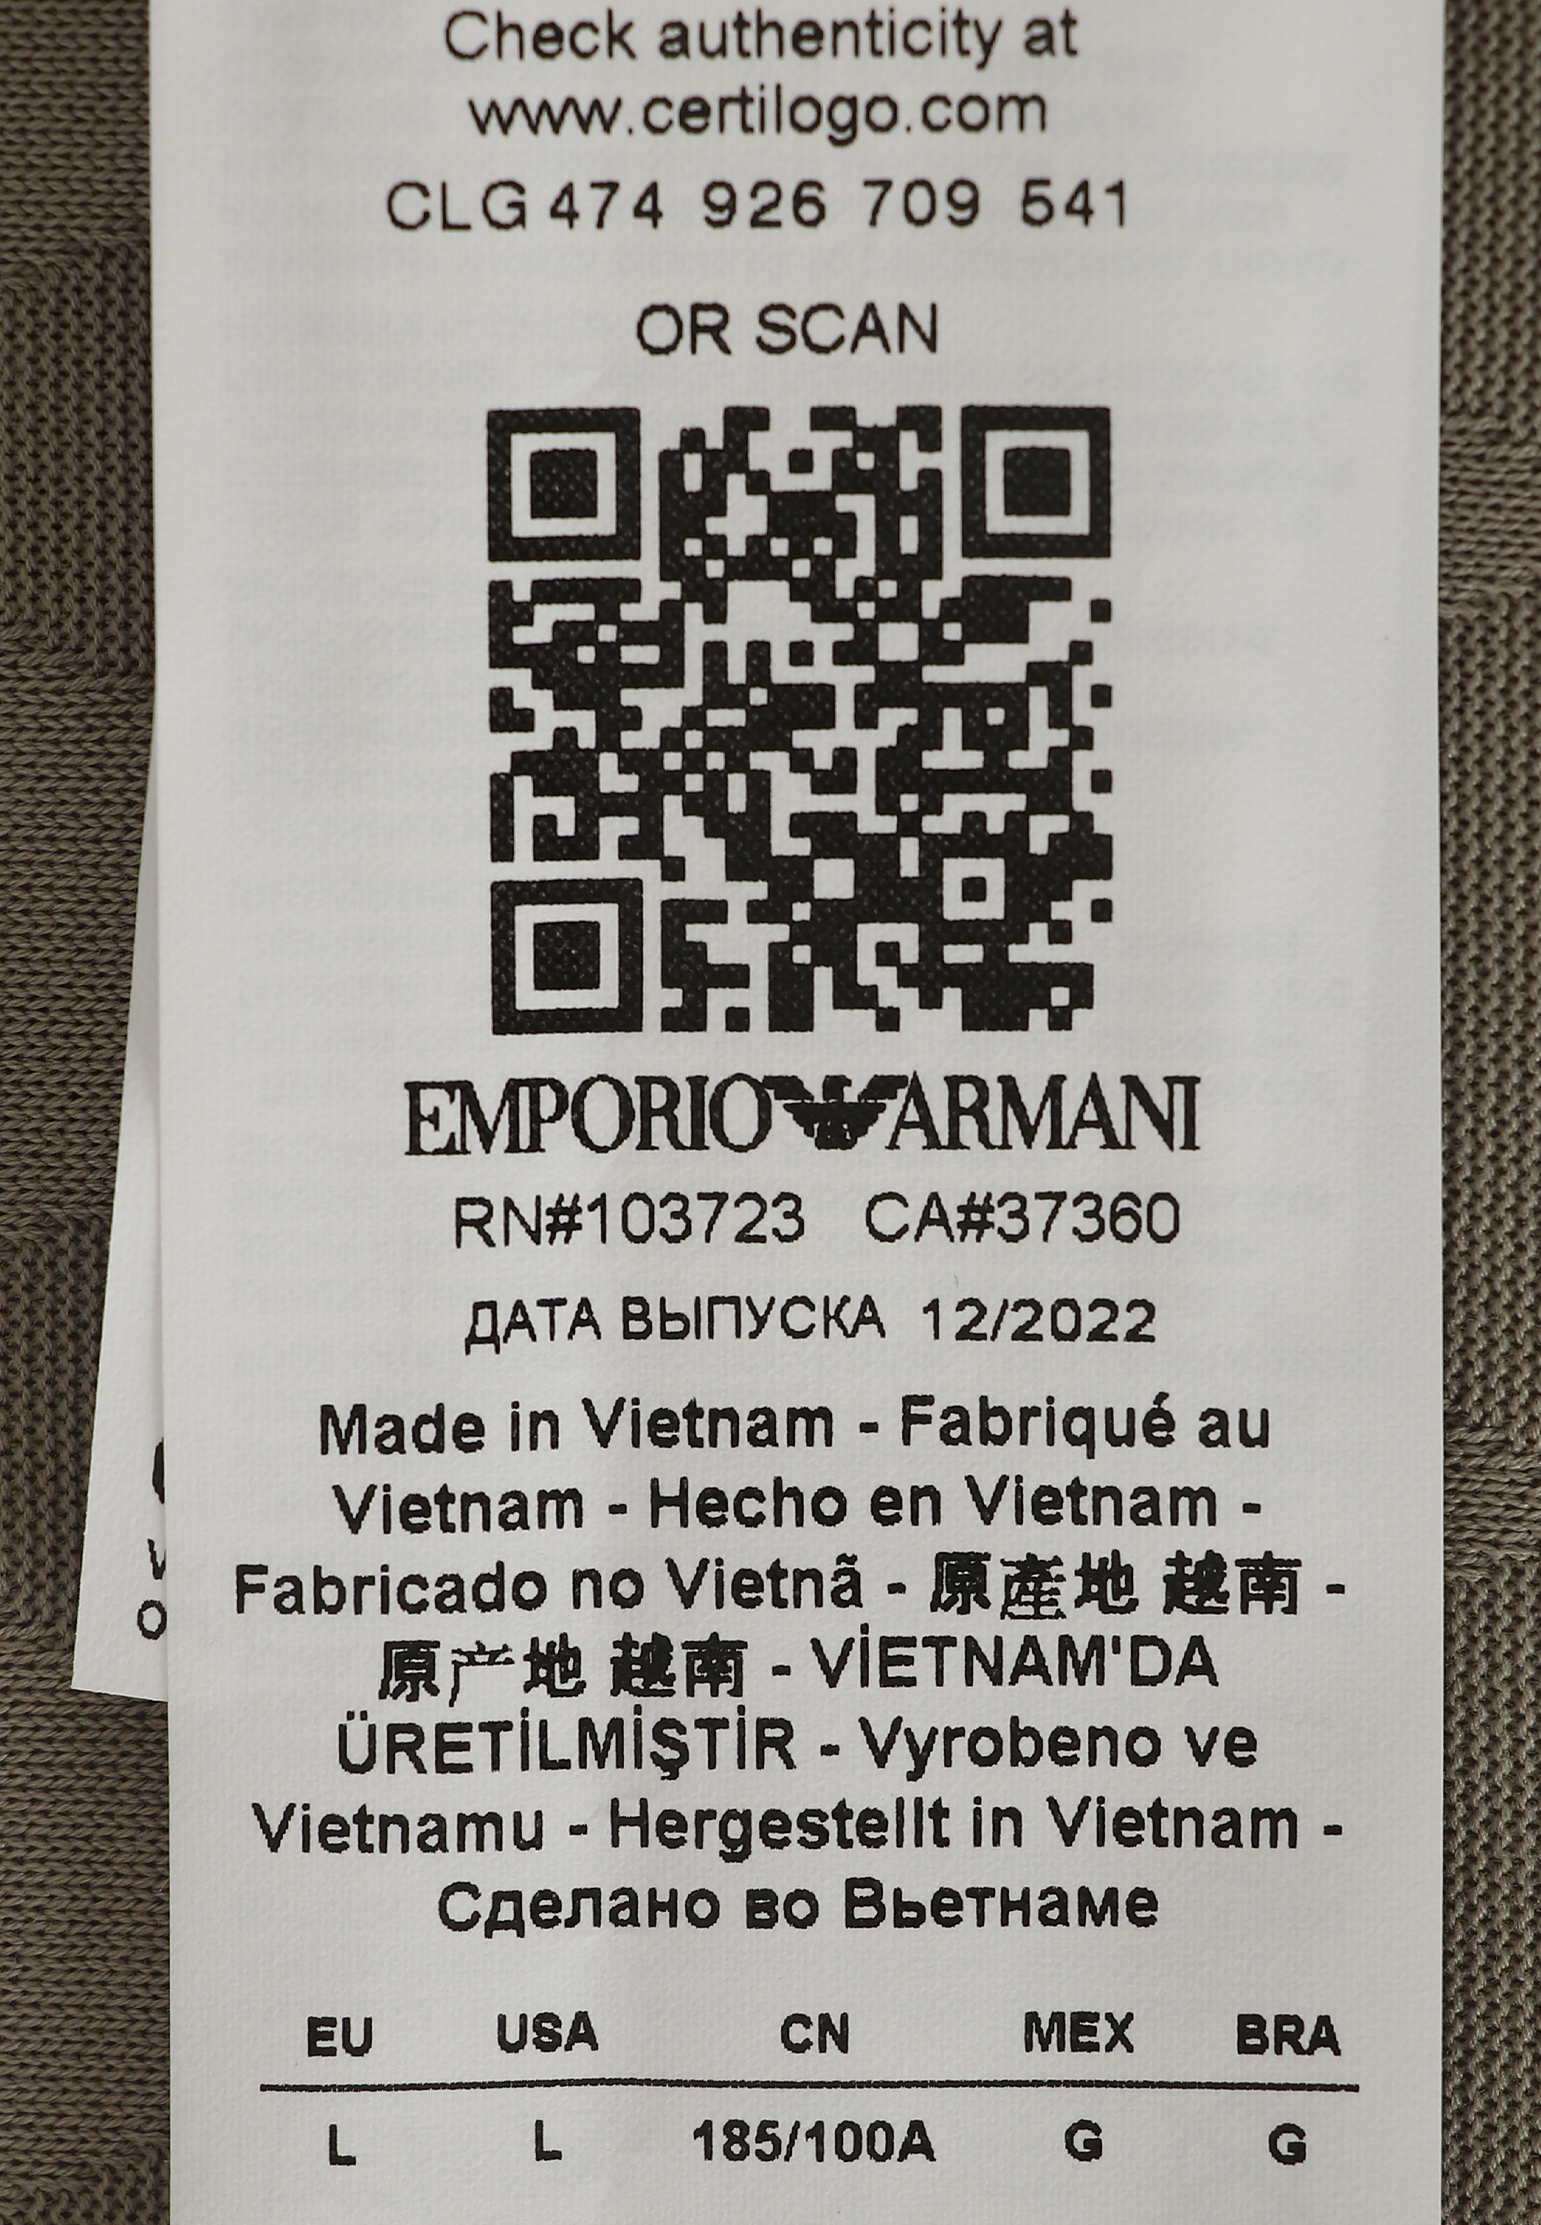 Check authenticity at
www.certilogo.com
CLG 474 926 709 541
OR SCAN
EMPORIO ARMANI
RN#103723 CA#37360
ДАТА ВЫПУСКА 12/2022
Made in Vietnam - Fabriqué au
Vietnam - Hecho en Vietnam -
Fabricado no Vietnã - 原產地 越南 -
原产地 越南 - VİETNAM'DA
ÜRETİLMİŞTİR - Vyrobeno ve
Vietnamu - Hergestellt in Vietnam -
Сделано во Вьетнаме
EU USA CN MEX BRA
L L 185/100A G G